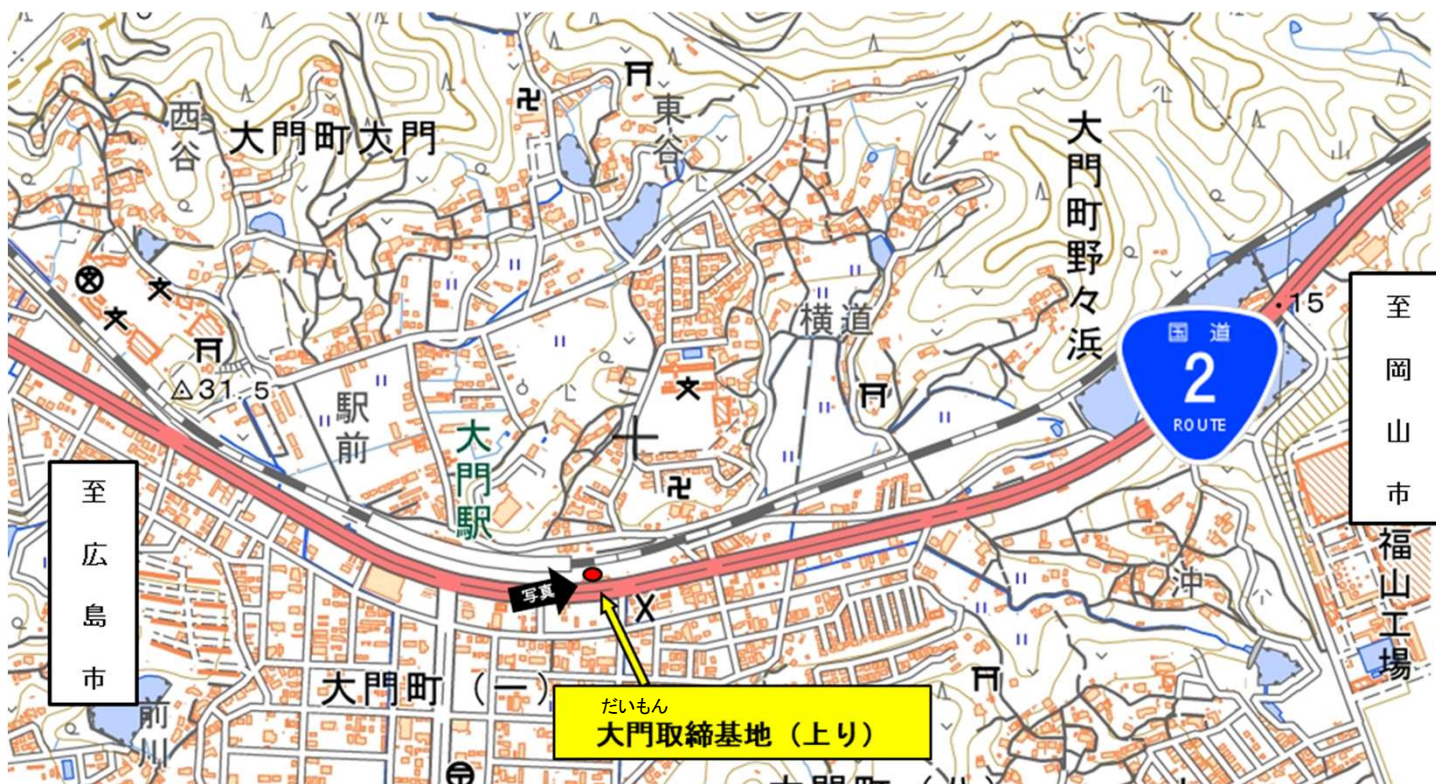 西谷
大門町大門
東谷
大門町野々浜
横道
・15
国道
2
ROUTE
至岡山市
31.5
駅前
大門駅
至広島市
福山工場
沖
写真
大門町(一)
だいもん
大門取締基地（上り）
前川